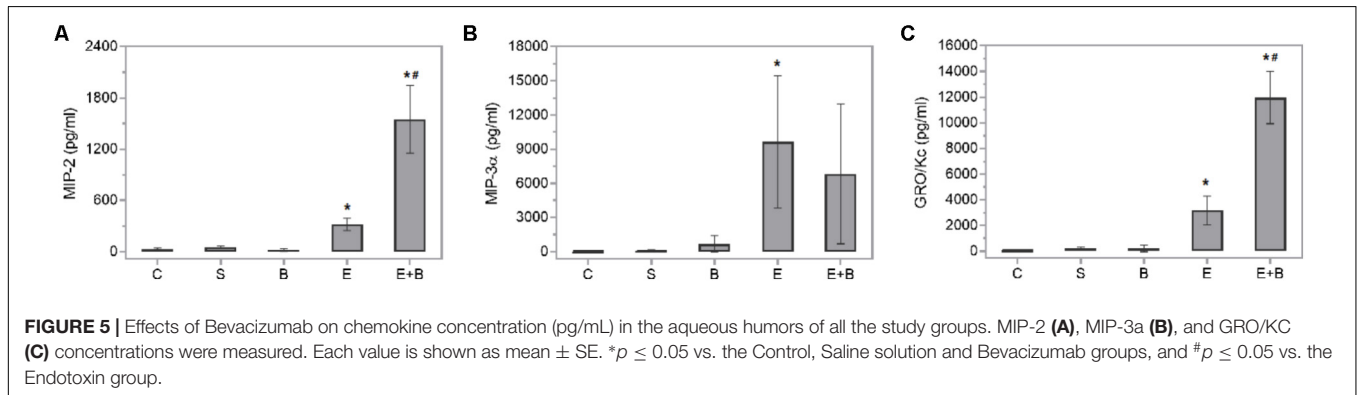 A
2400
1800
1200
600
0
MIP-2 (pg/ml)
*
*#
C S B E E+B
B
18000
15000
12000
9000
6000
3000
0
MIP-3α (pg/ml)
*
C S B E E+B
C
16000
14000
12000
10000
8000
6000
4000
2000
0
GRO/Kc (pg/ml)
*
*#
C S B E E+B
FIGURE 5 | Effects of Bevacizumab on chemokine concentration (pg/mL) in the aqueous humors of all the study groups. MIP-2 (A), MIP-3a (B), and GRO/KC
(C) concentrations were measured. Each value is shown as mean ± SE. *p ≤ 0.05 vs. the Control, Saline solution and Bevacizumab groups, and #p ≤ 0.05 vs. the
Endotoxin group.